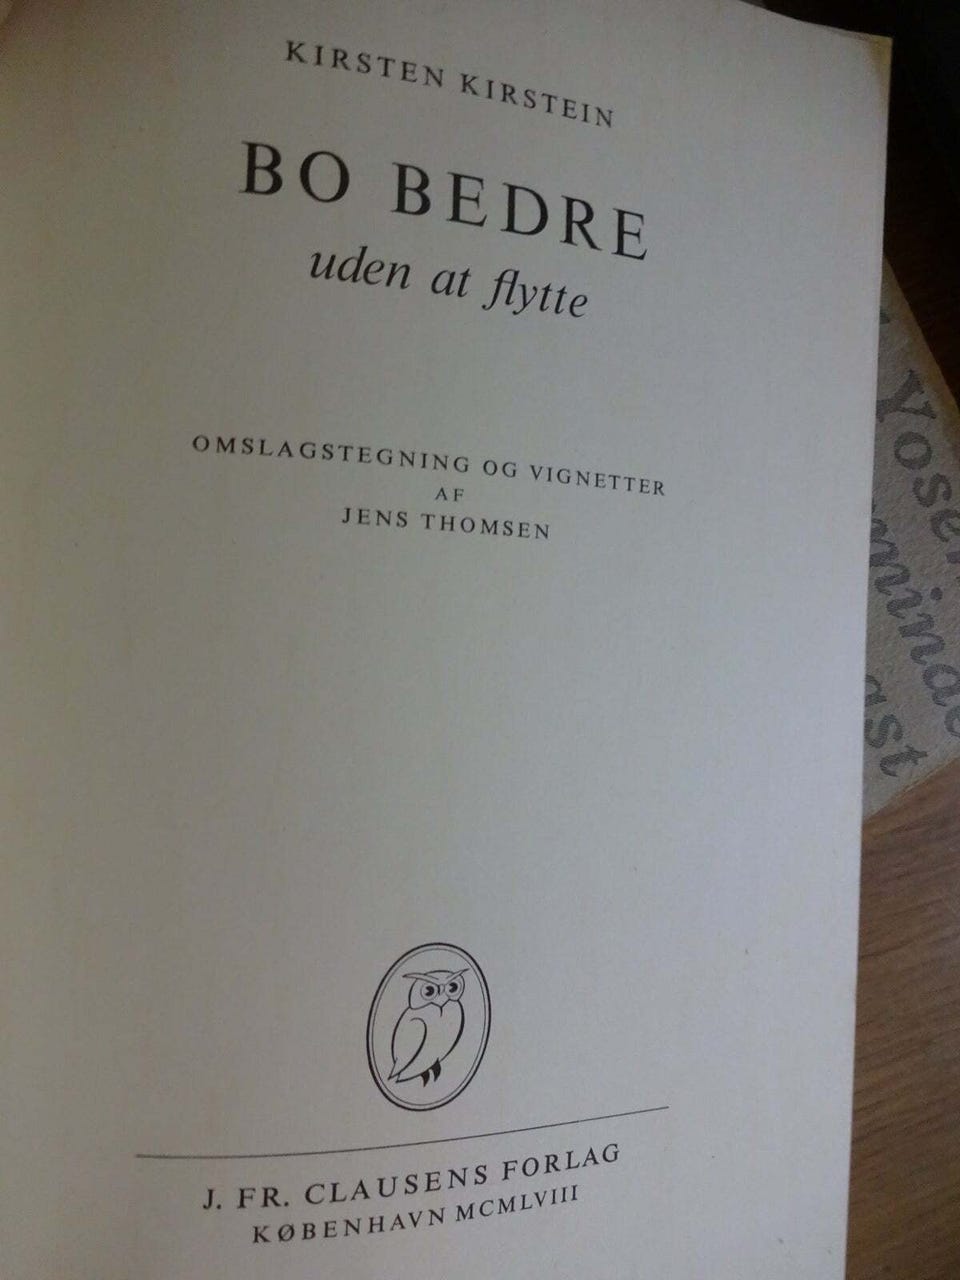 KIRSTEN KIRSTEIN
BO BEDRE
uden at flytte
OMSLAGSTEGNING OG VIGNETTER
AF
JENS THOMSEN
J. FR. CLAUSENS FORLAG
KØBENHAVN MCMLVIII